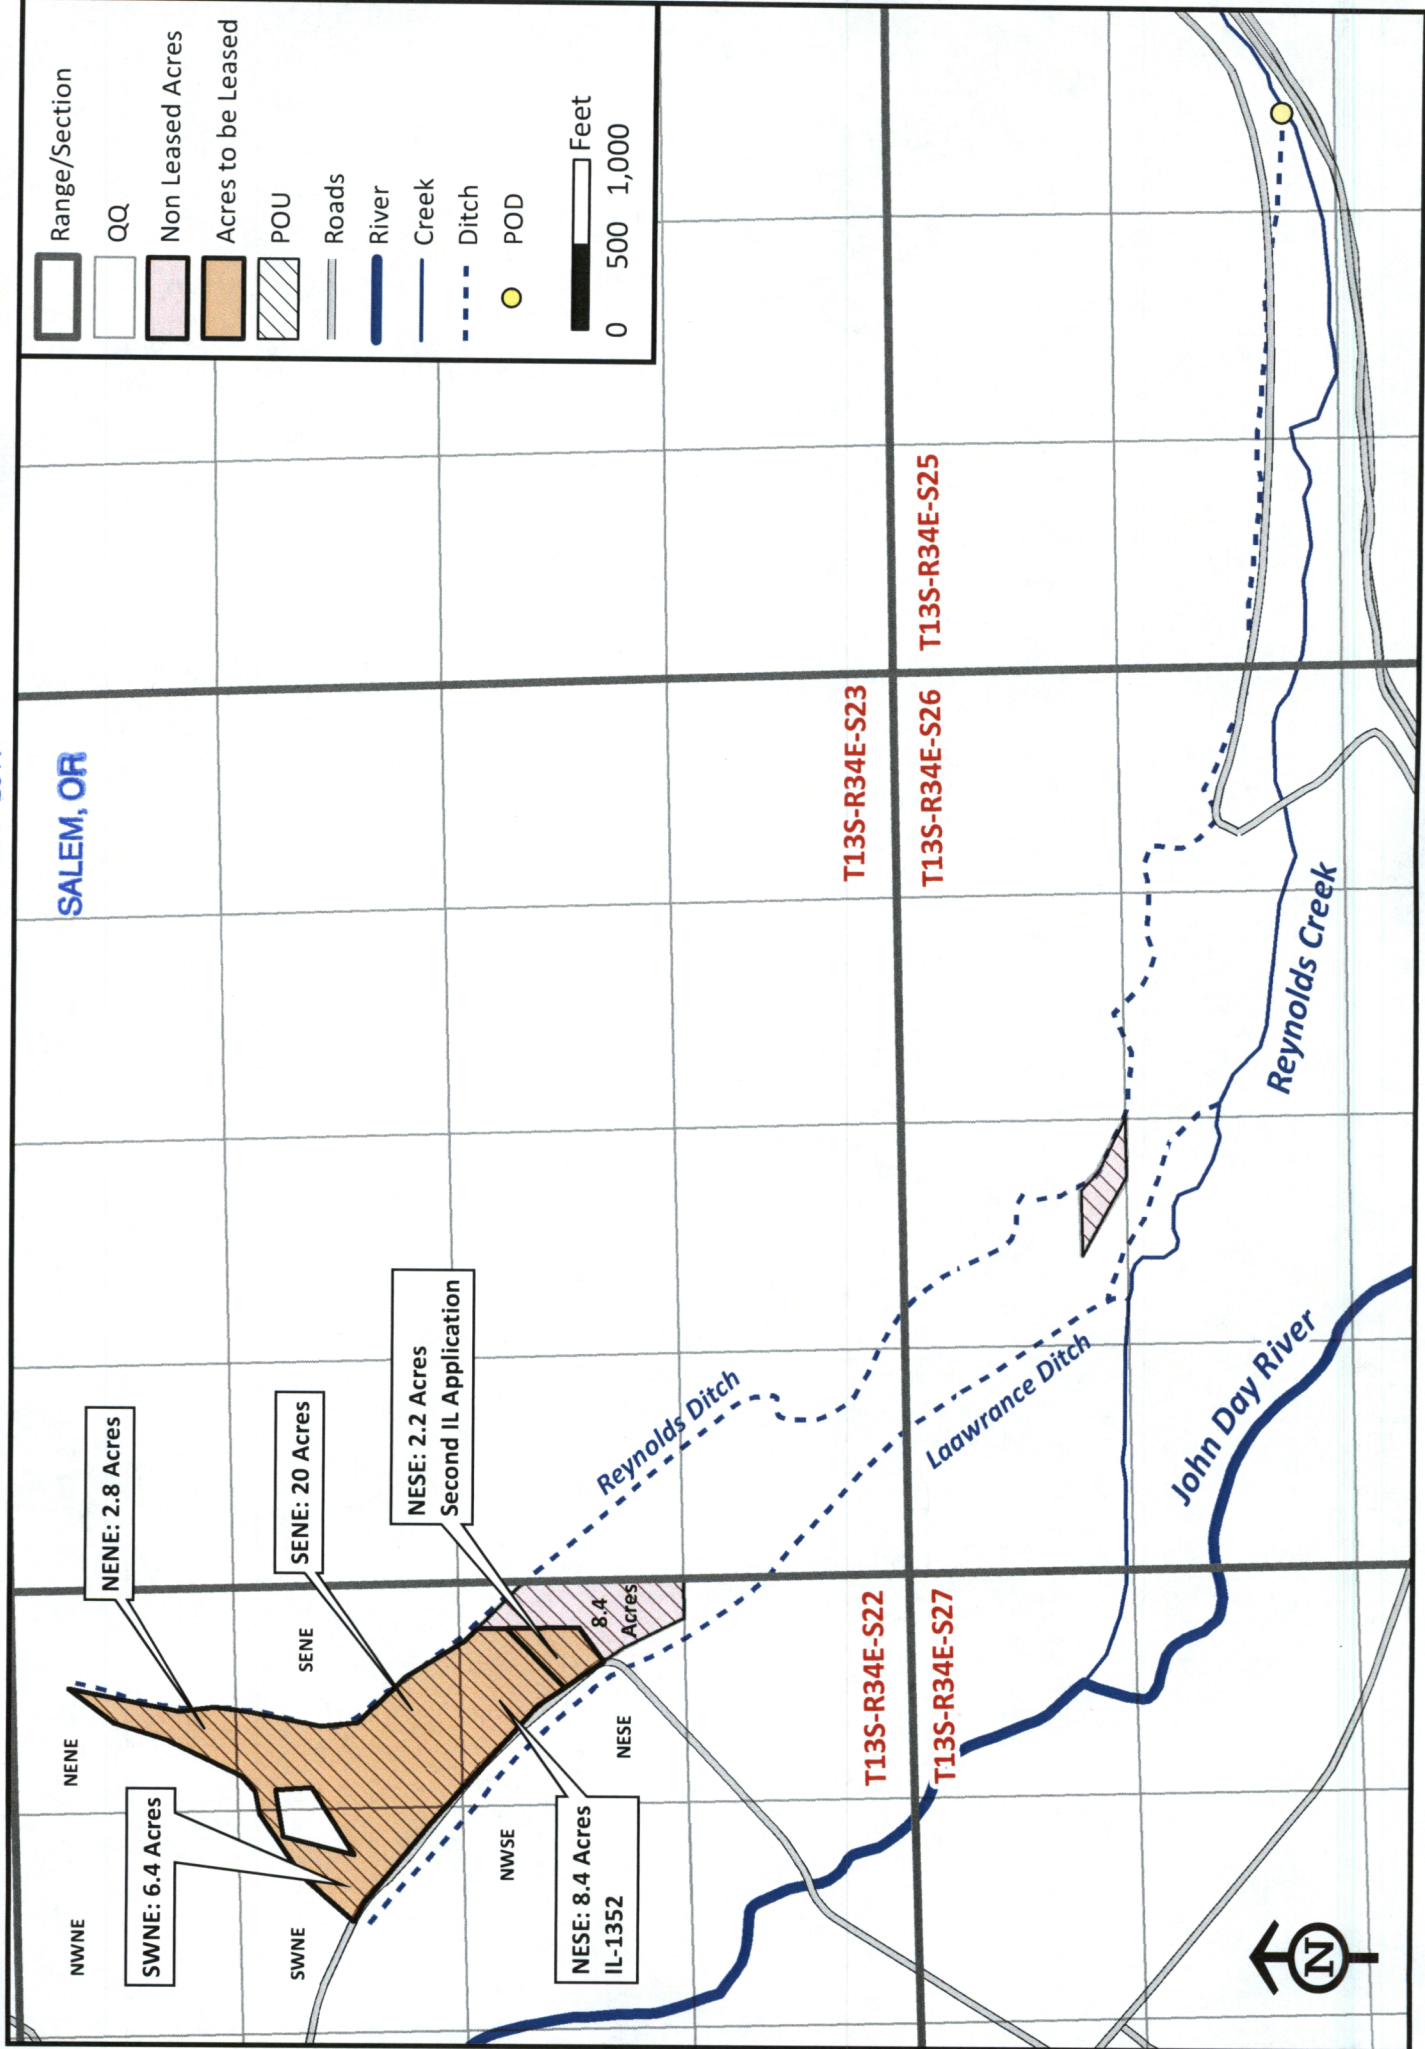 SALEM, OR
Range/Section
QQ
Non Leased Acres
Acres to be Leased
POU
Roads
River
Creek
Ditch
POD
0 500 1,000 Feet
NWNE
NENE
SWNE: 6.4 Acres
NENE: 2.8 Acres
SWNE
SENE
SENE: 20 Acres
NESE: 2.2 Acres
Second IL Application
NWSE
NESE
NESE: 8.4 Acres
IL-1352
8.4
Acres
Reynolds Ditch
Laawrance Ditch
T13S-R34E-S22
T13S-R34E-S23
T13S-R34E-S27
T13S-R34E-S26
T13S-R34E-S25
John Day River
Reynolds Creek
N